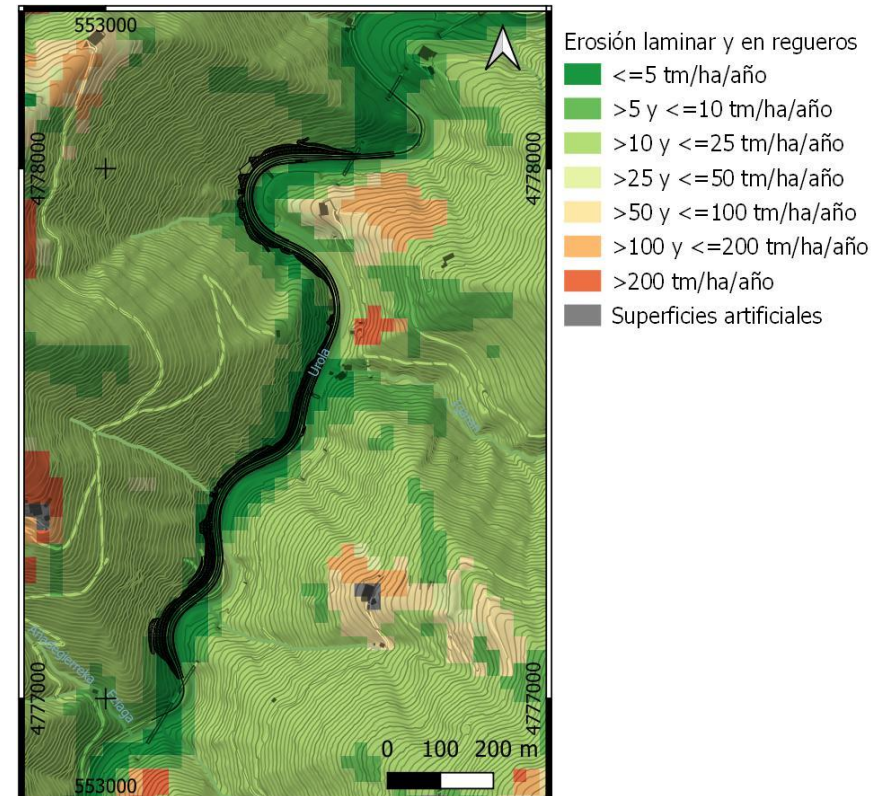 553000
4778000
4778000
Urola
4777000
4777000
0 100 200 m
553000
Erosión laminar y en regueros
<=5 tm/ha/año
>5 y <=10 tm/ha/año
>10 y <=25 tm/ha/año
>25 y <=50 tm/ha/año
>50 y <=100 tm/ha/año
>100 y <=200 tm/ha/año
>200 tm/ha/año
Superficies artificiales